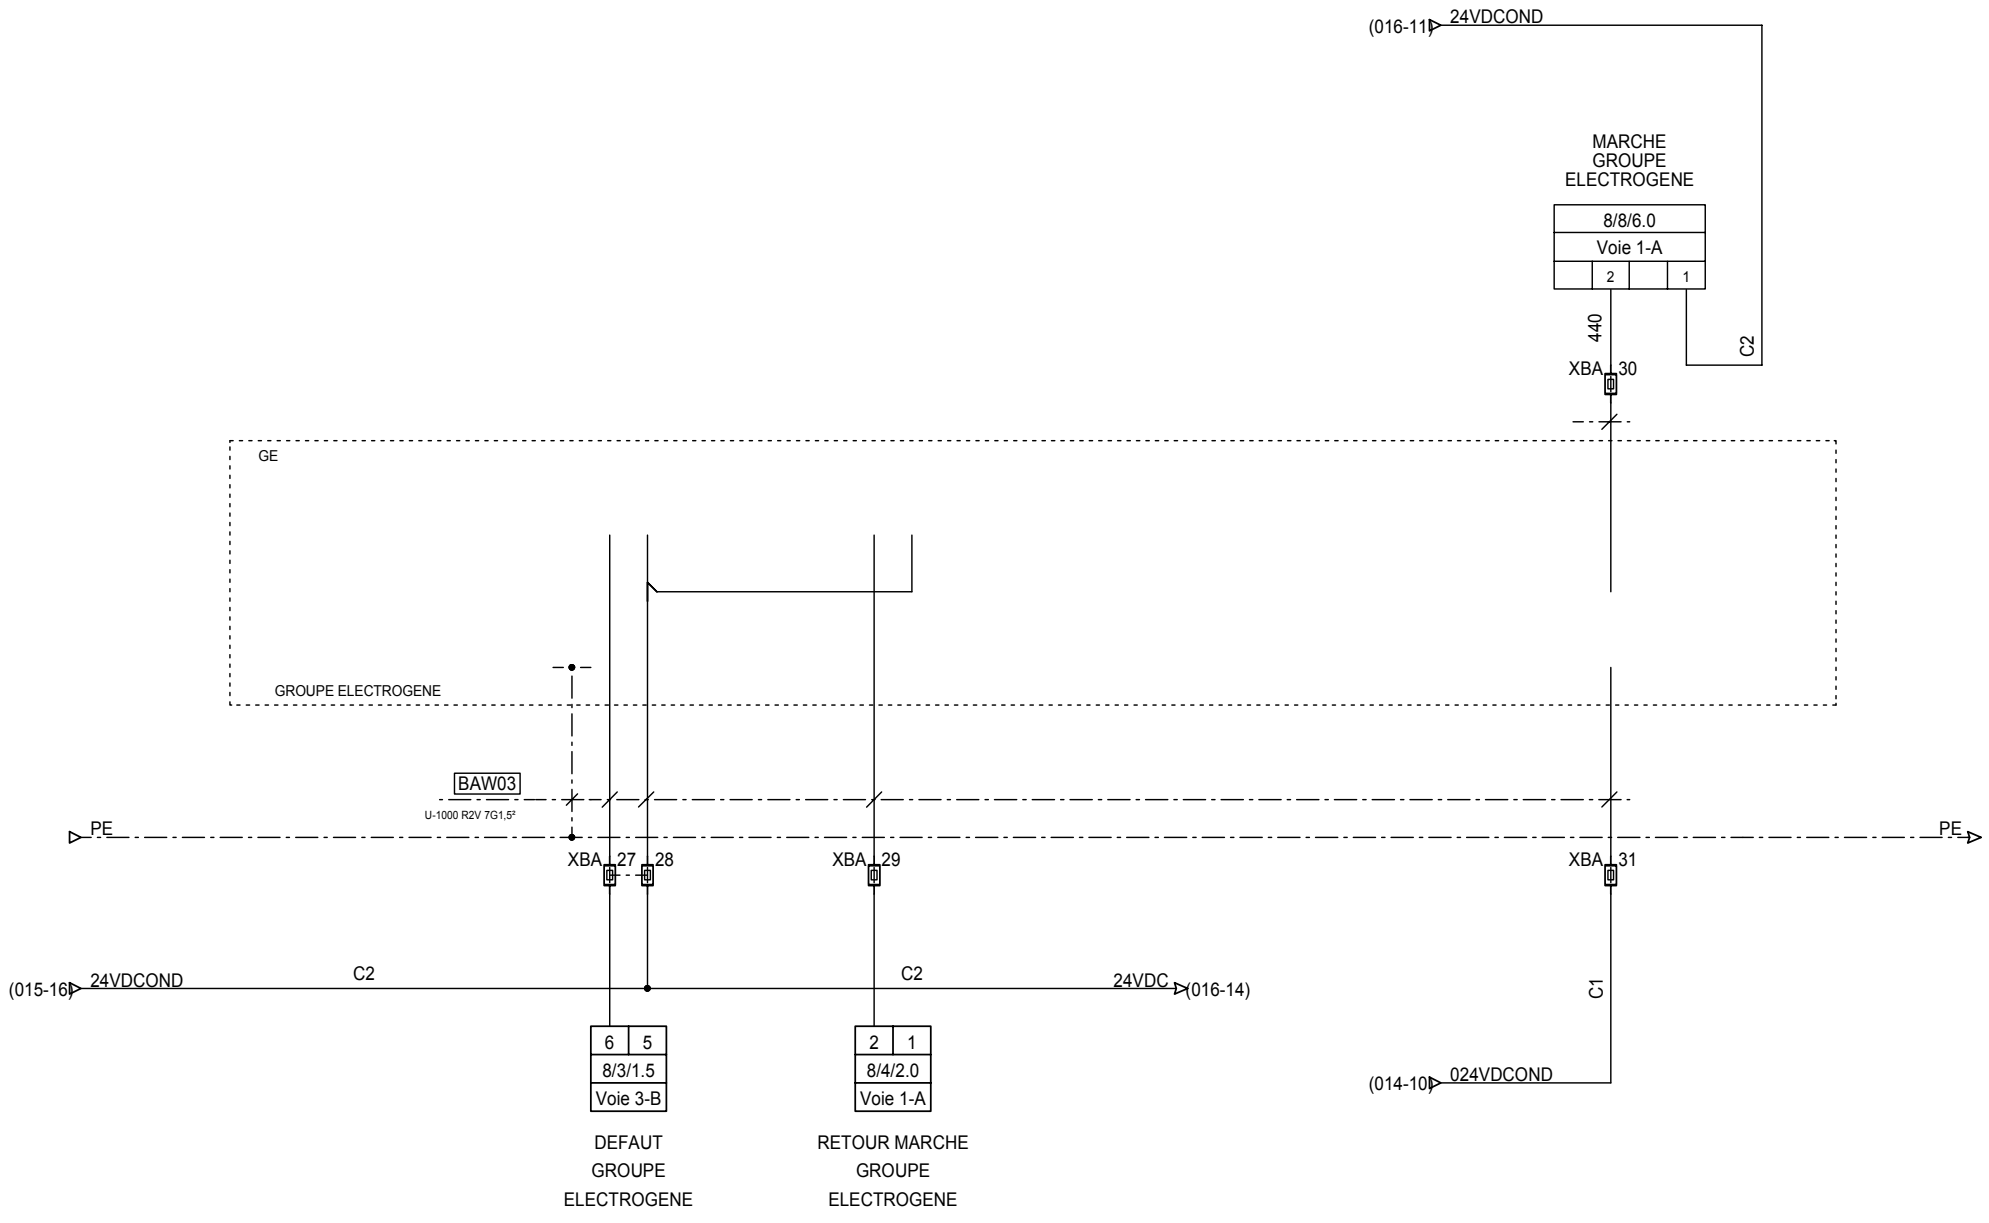 (016-11) 24VDCOND
MARCHE
GROUPE
ELECTROGENE
8/8/6.0
Voie 1-A
2 1
440
C2
XBA 30
GE
GROUPE ELECTROGENE
BAW03
U-1000 R2V 7G1,5²
PE
PE
XBA 27 28
XBA 29
XBA 31
(015-16) 24VDCOND
C2
C2
24VDC (016-14)
C1
6 5
8/3/1.5
Voie 3-B
DEFAUT
GROUPE
ELECTROGENE
2 1
8/4/2.0
Voie 1-A
RETOUR MARCHE
GROUPE
ELECTROGENE
(014-10) 024VDCOND